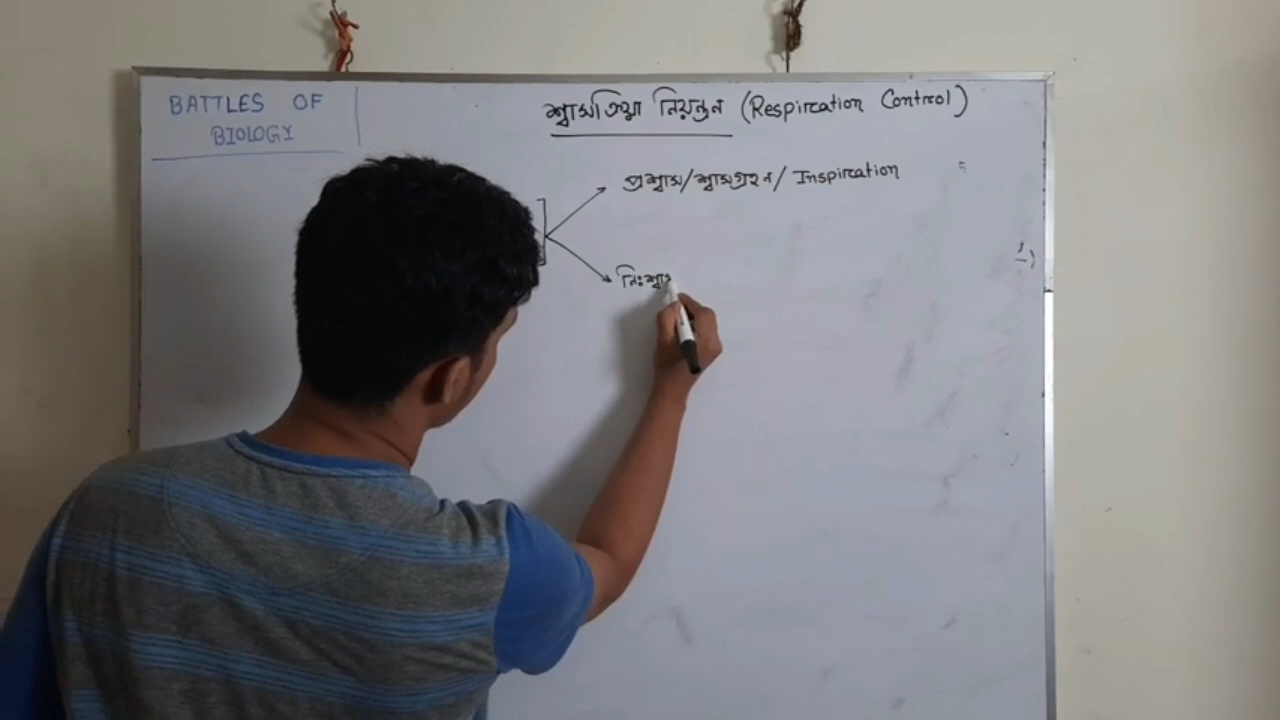 BATTLES OF
BIOLOGY
শ্বাসক্রিয়া নিয়ন্ত্রন (Respiration Control)
প্রশ্বাস/শ্বাসগ্রহন/ Inspiration
নিঃশ্বাস